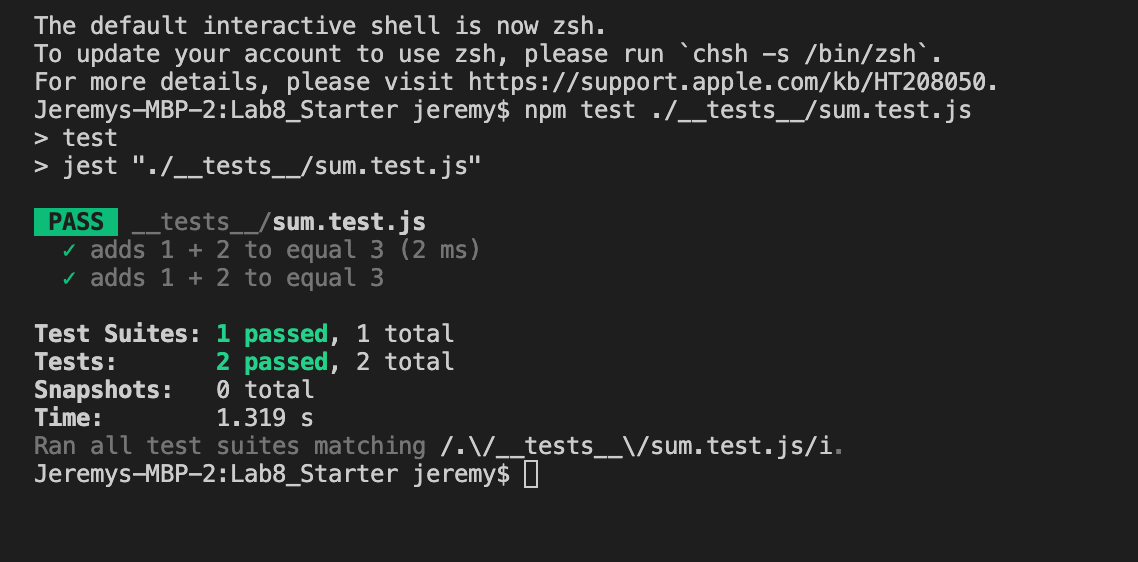 The default interactive shell is now zsh.
To update your account to use zsh, please run `chsh -s /bin/zsh`.
For more details, please visit https://support.apple.com/kb/HT208050.
Jeremys-MBP-2:Lab8_Starter jeremy$ npm test ./__tests__/sum.test.js
> test
> jest "./__tests__/sum.test.js"
PASS __tests__/sum.test.js
✓ adds 1 + 2 to equal 3 (2 ms)
✓ adds 1 + 2 to equal 3
Test Suites: 1 passed, 1 total
Tests: 2 passed, 2 total
Snapshots: 0 total
Time: 1.319 s
Ran all test suites matching /.\/__tests__\/sum.test.js/i.
Jeremys-MBP-2:Lab8_Starter jeremy$